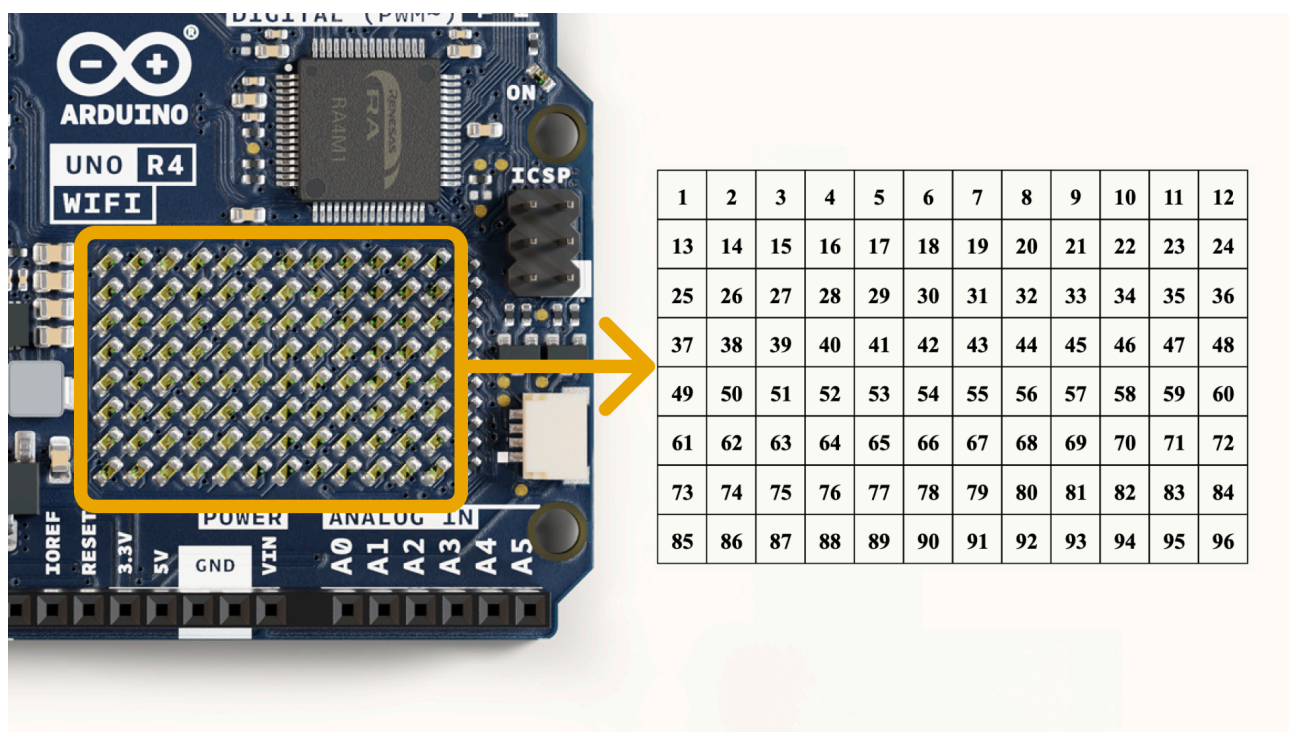 DIGITAL (PWM~)
®
ARDUINO
UNO R4
WIFI
RENESAS
RA
RA4M1
ON
ICSP
1 2 3 4 5 6 7 8 9 10 11 12
13 14 15 16 17 18 19 20 21 22 23 24
25 26 27 28 29 30 31 32 33 34 35 36
37 38 39 40 41 42 43 44 45 46 47 48
49 50 51 52 53 54 55 56 57 58 59 60
61 62 63 64 65 66 67 68 69 70 71 72
73 74 75 76 77 78 79 80 81 82 83 84
85 86 87 88 89 90 91 92 93 94 95 96
POWER ANALOG IN
IOREF RESET 3.3V 5V GND VIN A0 A1 A2 A3 A4 A5